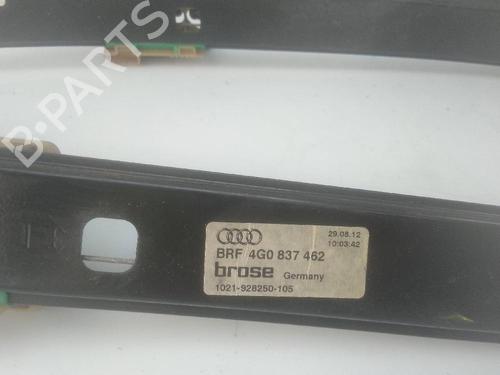 B-PARTS
29.08.12
10:03:42
BRF 4G0 837 462
brose Germany
1021-928250-105